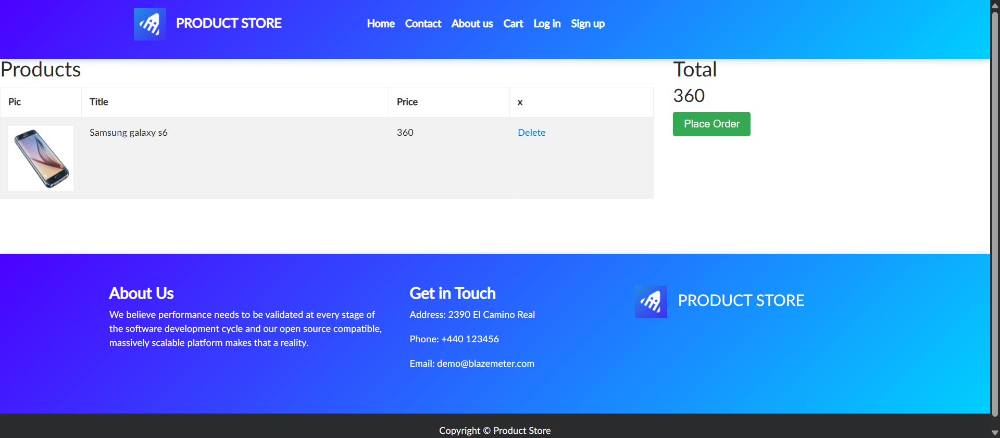 PRODUCT STORE
Home Contact About us Cart Log in Sign up
Products
Pic Title Price x
Samsung galaxy s6 360 Delete
Total
360
Place Order
About Us
We believe performance needs to be validated at every stage of
the software development cycle and our open source compatible,
massively scalable platform makes that a reality.
Get in Touch
Address: 2390 El Camino Real
Phone: +440 123456
Email: demo@blazemeter.com
PRODUCT STORE
Copyright © Product Store